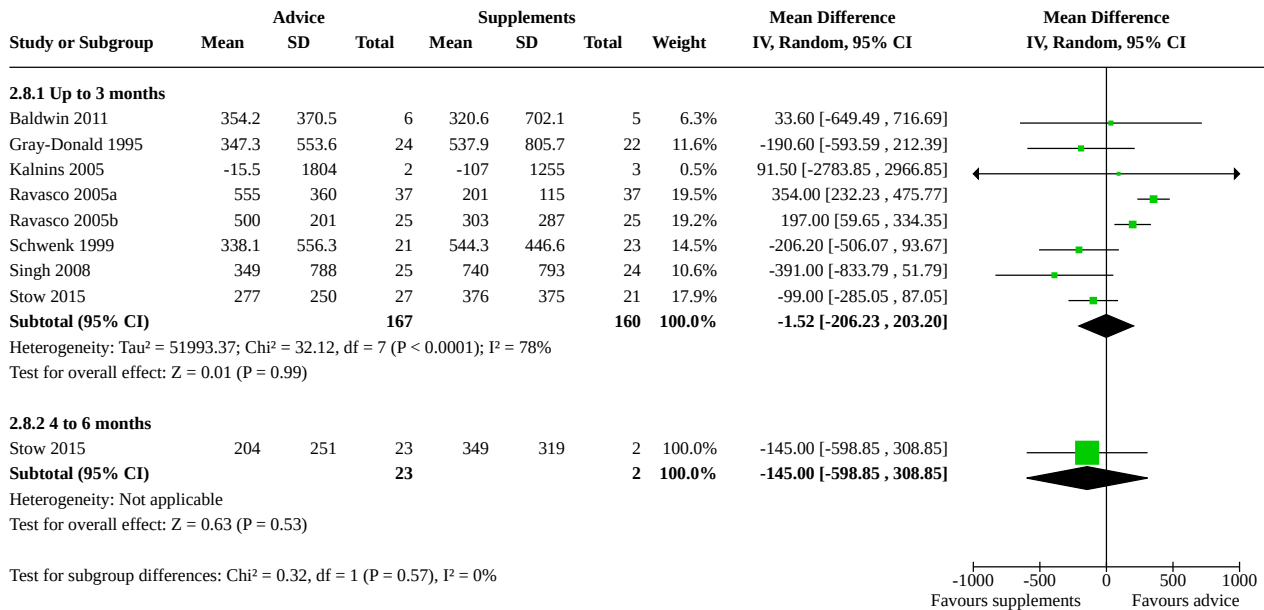 Advice Supplements Mean Difference Mean Difference
Study or Subgroup Mean SD Total Mean SD Total Weight IV, Random, 95% CI IV, Random, 95% CI
2.8.1 Up to 3 months
Baldwin 2011 354.2 370.5 6 320.6 702.1 5 6.3% 33.60 [-649.49 , 716.69]
Gray-Donald 1995 347.3 553.6 24 537.9 805.7 22 11.6% -190.60 [-593.59 , 212.39]
Kalnins 2005 -15.5 1804 2 -107 1255 3 0.5% 91.50 [-2783.85 , 2966.85]
Ravasco 2005a 555 360 37 201 115 37 19.5% 354.00 [232.23 , 475.77]
Ravasco 2005b 500 201 25 303 287 25 19.2% 197.00 [59.65 , 334.35]
Schwenk 1999 338.1 556.3 21 544.3 446.6 23 14.5% -206.20 [-506.07 , 93.67]
Singh 2008 349 788 25 740 793 24 10.6% -391.00 [-833.79 , 51.79]
Stow 2015 277 250 27 376 375 21 17.9% -99.00 [-285.05 , 87.05]
Subtotal (95% CI) 167 160 100.0% -1.52 [-206.23 , 203.20]
Heterogeneity: Tau² = 51993.37; Chi² = 32.12, df = 7 (P < 0.0001); I² = 78%
Test for overall effect: Z = 0.01 (P = 0.99)
2.8.2 4 to 6 months
Stow 2015 204 251 23 349 319 2 100.0% -145.00 [-598.85 , 308.85]
Subtotal (95% CI) 23 2 100.0% -145.00 [-598.85 , 308.85]
Heterogeneity: Not applicable
Test for overall effect: Z = 0.63 (P = 0.53)
Test for subgroup differences: Chi² = 0.32, df = 1 (P = 0.57), I² = 0%
-1000 -500 0 500 1000
Favours supplements Favours advice